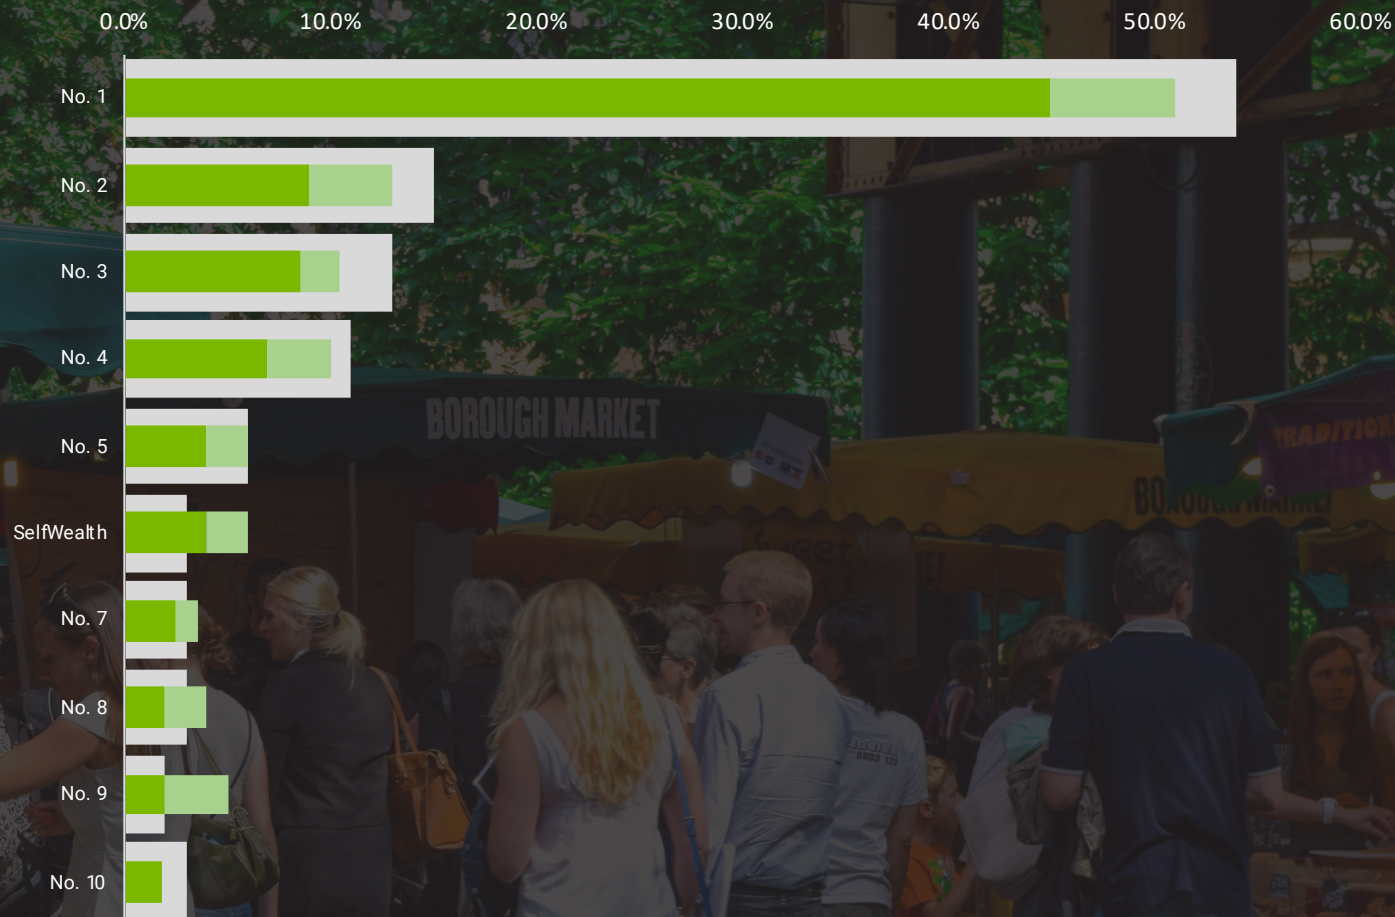 0.0% 10.0% 20.0% 30.0% 40.0% 50.0% 60.0%
No. 1
No. 2
No. 3
No. 4
BOROUGH MARKET
TRADITION
No. 5
SelfWealth
No. 7
No. 8
No. 9
No. 10